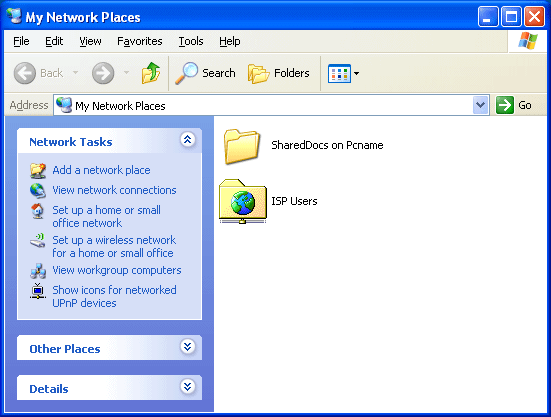 My Network Places
File Edit View Favorites Tools Help
Back Search Folders
Address My Network Places Go
Network Tasks
Add a network place
View network connections
Set up a home or small
office network
Set up a wireless network
for a home or small office
View workgroup computers
Show icons for networked
UPnP devices
Other Places
Details
SharedDocs on Pcname
ISP Users